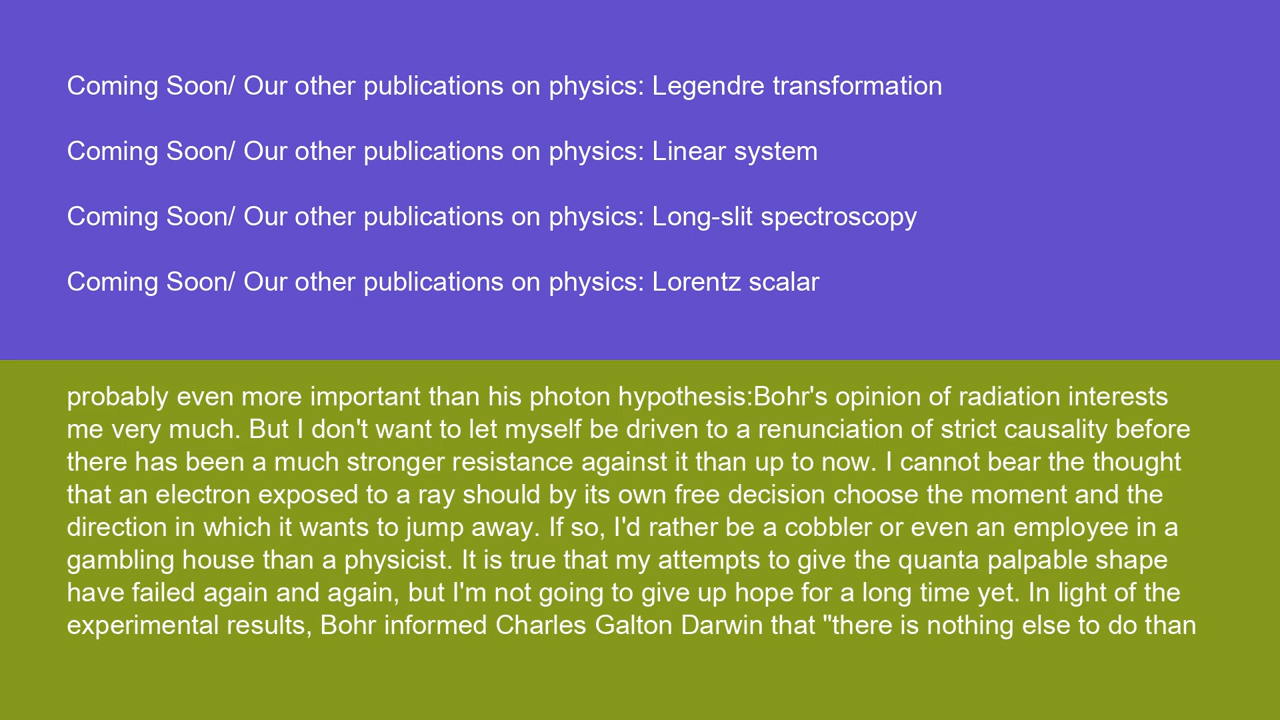 Coming Soon/ Our other publications on physics: Legendre transformation
Coming Soon/ Our other publications on physics: Linear system
Coming Soon/ Our other publications on physics: Long-slit spectroscopy
Coming Soon/ Our other publications on physics: Lorentz scalar
probably even more important than his photon hypothesis:Bohr's opinion of radiation interests
me very much. But I don't want to let myself be driven to a renunciation of strict causality before
there has been a much stronger resistance against it than up to now. I cannot bear the thought
that an electron exposed to a ray should by its own free decision choose the moment and the
direction in which it wants to jump away. If so, I'd rather be a cobbler or even an employee in a
gambling house than a physicist. It is true that my attempts to give the quanta palpable shape
have failed again and again, but I'm not going to give up hope for a long time yet. In light of the
experimental results, Bohr informed Charles Galton Darwin that "there is nothing else to do than